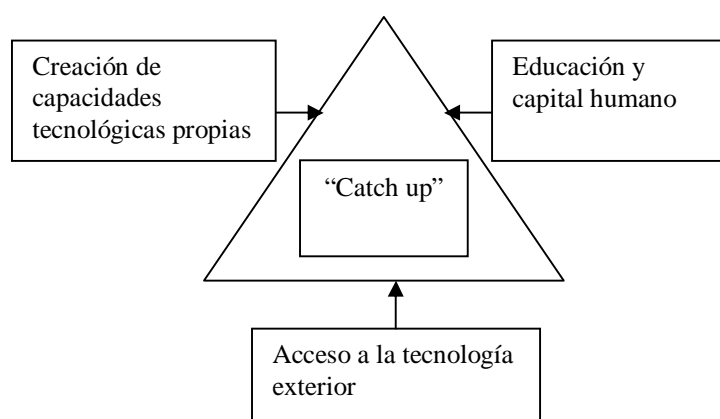 Creación de
capacidades
tecnológicas propias
Educación y
capital humano
“Catch up”
Acceso a la tecnología
exterior